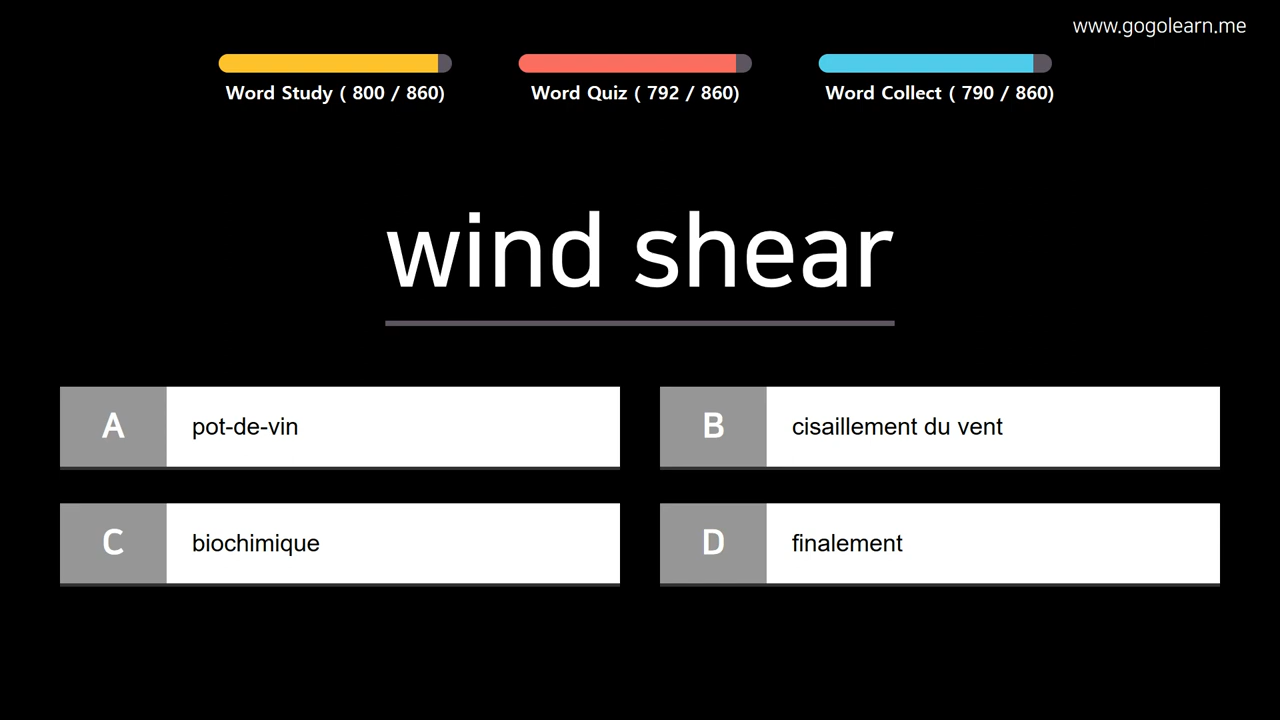 www.gogolearn.me
Word Study ( 800 / 860)
Word Quiz ( 792 / 860)
Word Collect ( 790 / 860)
wind shear
A pot-de-vin
B cisaillement du vent
C biochimique
D finalement